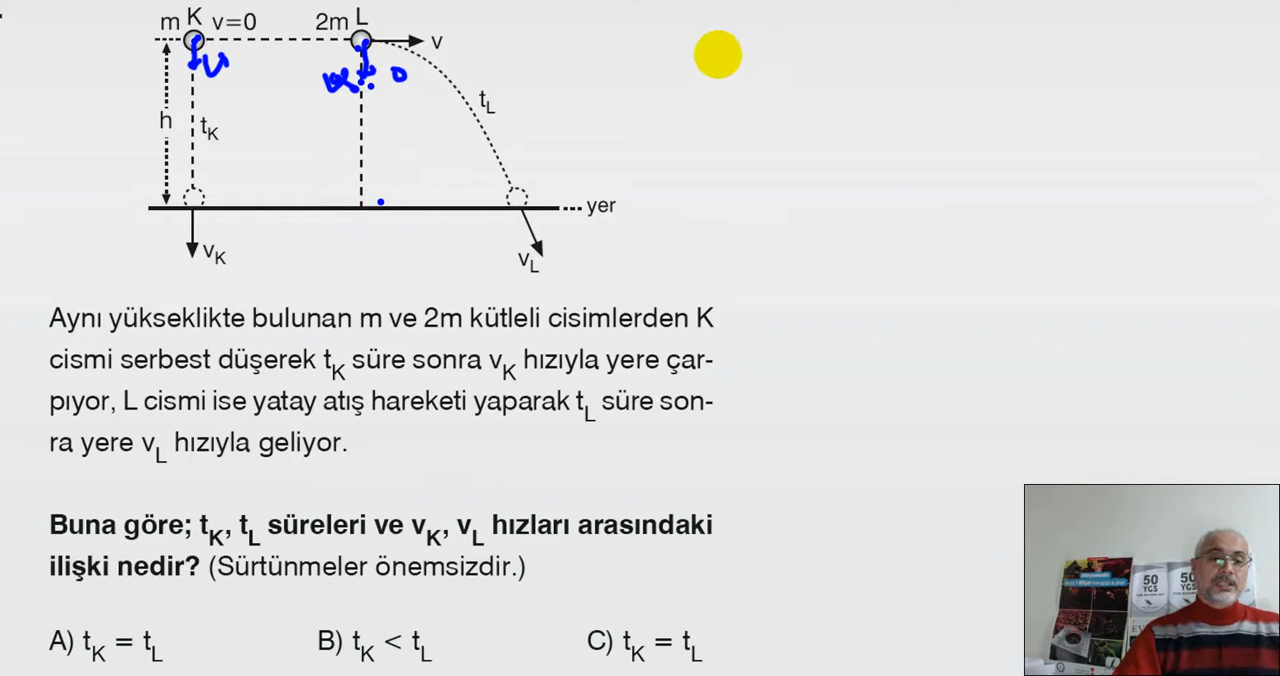 m K v=0 2m L
v
h
t_K
t_L
.... yer
v_K
v_L
Aynı yükseklikte bulunan m ve 2m kütleli cisimlerden K
cismi serbest düşerek t_K süre sonra v_K hızıyla yere çar-
pıyor, L cismi ise yatay atış hareketi yaparak t_L süre son-
ra yere v_L hızıyla geliyor.
Buna göre; t_K, t_L süreleri ve v_K, v_L hızları arasındaki
ilişki nedir? (Sürtünmeler önemsizdir.)
A) t_K = t_L B) t_K < t_L C) t_K = t_L
50
YGS
50